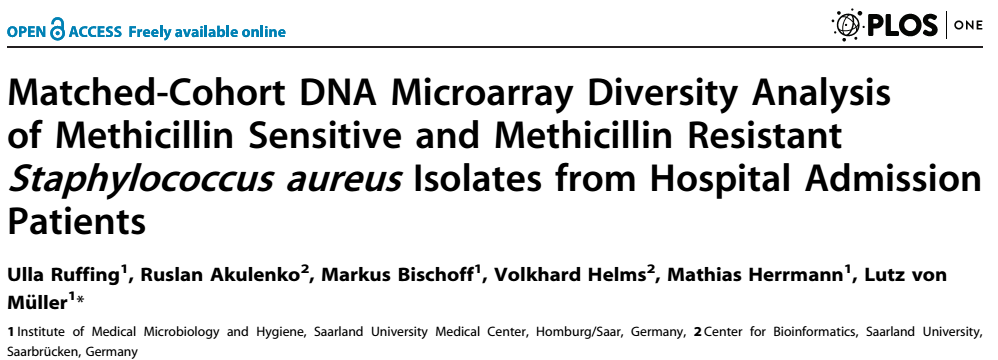 OPEN ACCESS Freely available online
PLOS ONE
Matched-Cohort DNA Microarray Diversity Analysis
of Methicillin Sensitive and Methicillin Resistant
Staphylococcus aureus Isolates from Hospital Admission
Patients
Ulla Ruffing1, Ruslan Akulenko2, Markus Bischoff1, Volkhard Helms2, Mathias Herrmann1, Lutz von
Müller1*
1 Institute of Medical Microbiology and Hygiene, Saarland University Medical Center, Homburg/Saar, Germany, 2 Center for Bioinformatics, Saarland University,
Saarbrücken, Germany